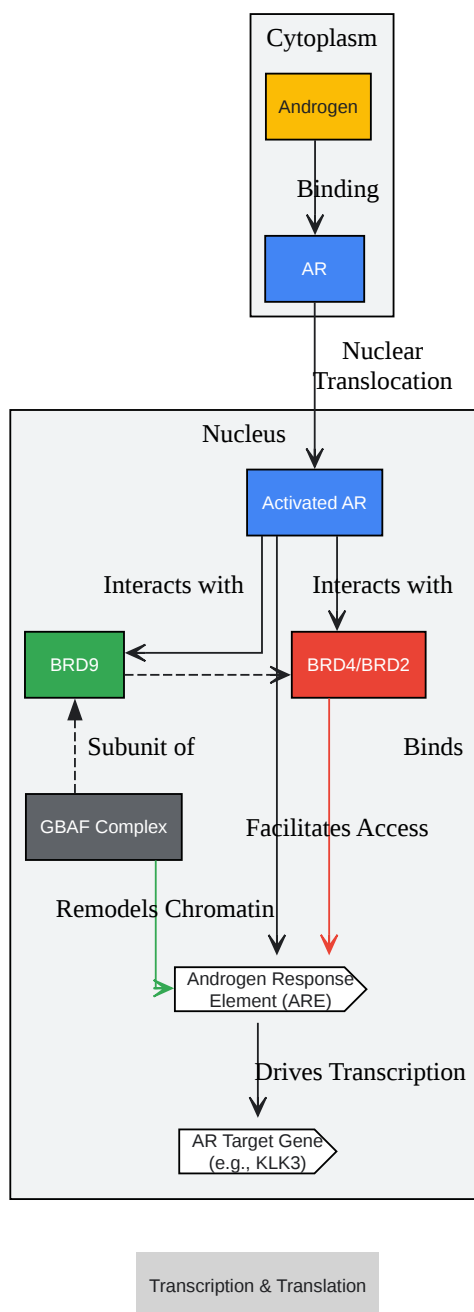 Cytoplasm
Androgen
Binding
AR
Nuclear
Translocation
Nucleus
Activated AR
Interacts with
Interacts with
BRD9
BRD4/BRD2
Subunit of
Binds
GBAF Complex
Facilitates Access
Remodels Chromatin
Androgen Response
Element (ARE)
Drives Transcription
AR Target Gene
(e.g., KLK3)
Transcription & Translation